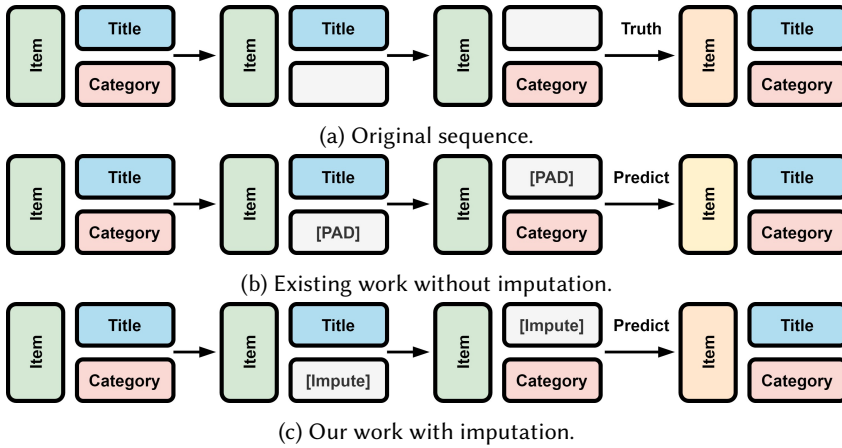 Item Title Item Title Item Truth Item Title
Category Category Category
(a) Original sequence.
Item Title Item Title Item [PAD] Predict Item Title
Category [PAD] Category Category
(b) Existing work without imputation.
Item Title Item Title Item [Impute] Predict Item Title
Category [Impute] Category Category
(c) Our work with imputation.